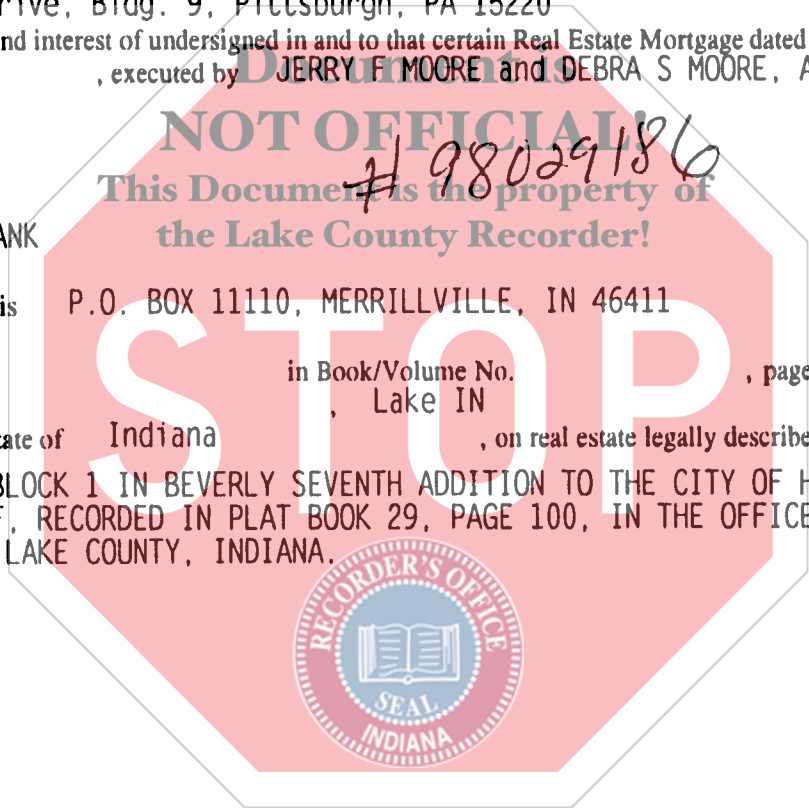 rive, Bldg. 9, Pittsburgh, PA 15220
nd interest of undersigned in and to that certain Real Estate Mortgage dated
, executed by JERRY F MOORE and DEBRA S MOORE, A
Document is
NOT OFFICIAL!
# 98029186
This Document is the property of
the Lake County Recorder!
ANK
is P.O. BOX 11110, MERRILLVILLE, IN 46411
STOP
in Book/Volume No. , page
, Lake IN
tate of Indiana , on real estate legally describe
BLOCK 1 IN BEVERLY SEVENTH ADDITION TO THE CITY OF H
F, RECORDED IN PLAT BOOK 29, PAGE 100, IN THE OFFICE
LAKE COUNTY, INDIANA.
RECORDER'S OFFICE
SEAL
INDIANA